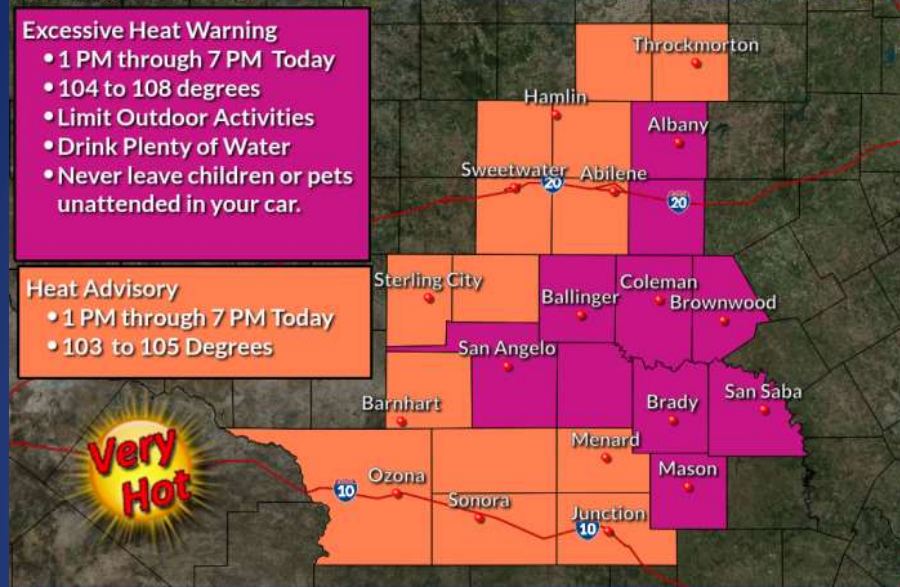 Excessive Heat Warning
• 1 PM through 7 PM Today
• 104 to 108 degrees
• Limit Outdoor Activities
• Drink Plenty of Water
• Never leave children or pets
unattended in your car.
Heat Advisory
• 1 PM through 7 PM Today
• 103 to 105 Degrees
Very
Hot
Throckmorton
Hamlin
Albany
Sweetwater
20
Abilene
20
Sterling City
Coleman
Ballinger
Brownwood
San Angelo
Barnhart
Brady
San Saba
Menard
Mason
Ozona
10
Sonora
Junction
10